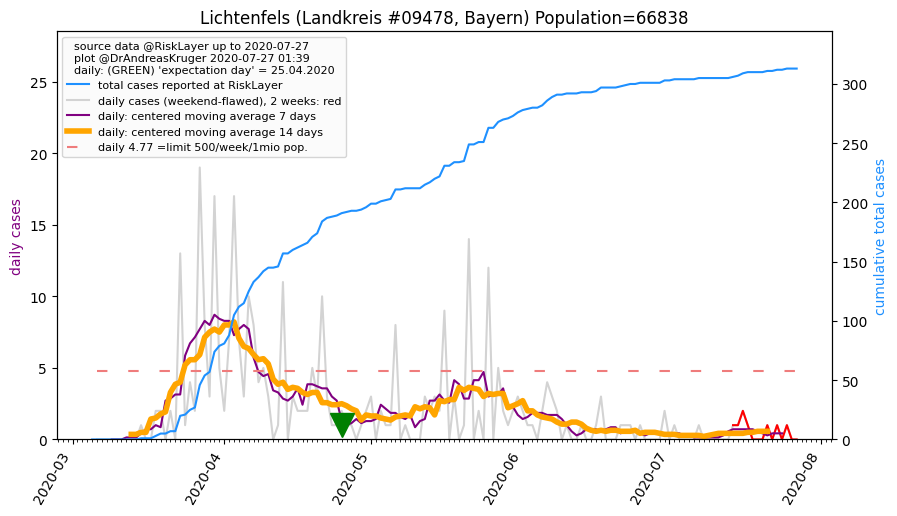 Lichtenfels (Landkreis #09478, Bayern) Population=66838
source data @RiskLayer up to 2020-07-27
plot @DrAndreasKruger 2020-07-27 01:39
daily: (GREEN) 'expectation day' = 25.04.2020
total cases reported at RiskLayer
daily cases (weekend-flawed), 2 weeks: red
daily: centered moving average 7 days
daily: centered moving average 14 days
daily 4.77 =limit 500/week/1mio pop.
daily cases
25
20
15
10
5
0
cumulative total cases
300
250
200
150
100
50
0
2020-03
2020-04
2020-05
2020-06
2020-07
2020-08